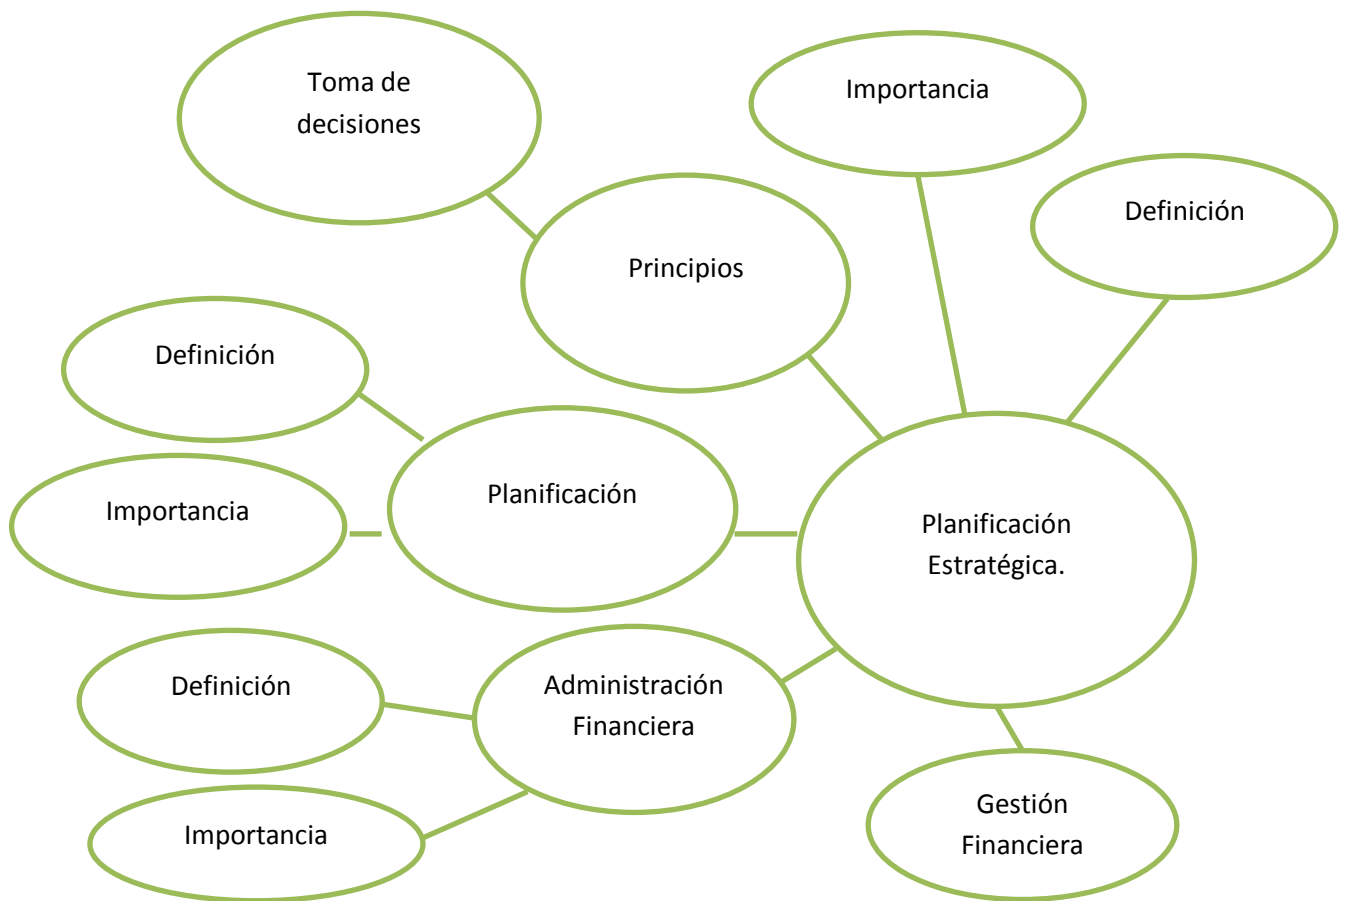 Toma de
decisiones
Importancia
Definición
Principios
Definición
Planificación
Importancia
Planificación
Estratégica.
Definición
Administración
Financiera
Importancia
Gestión
Financiera